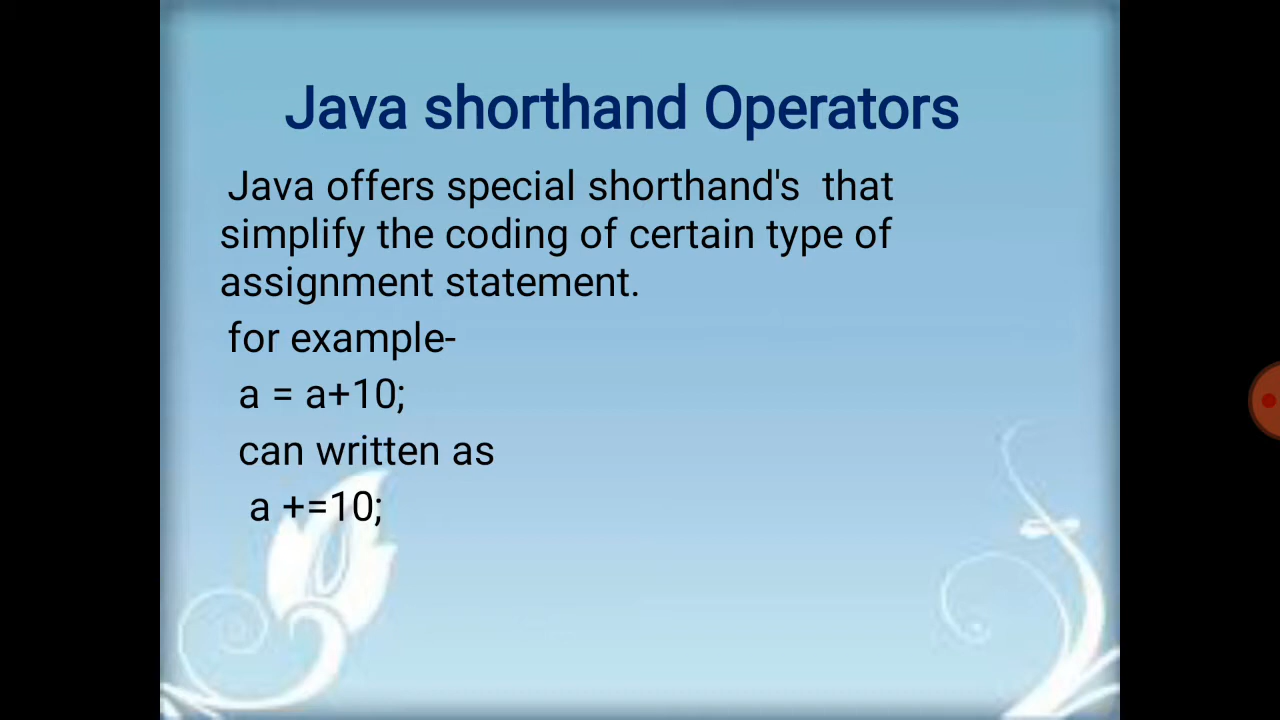 Java shorthand Operators
Java offers special shorthand's that
simplify the coding of certain type of
assignment statement.
for example-
a = a+10;
can written as
a +=10;